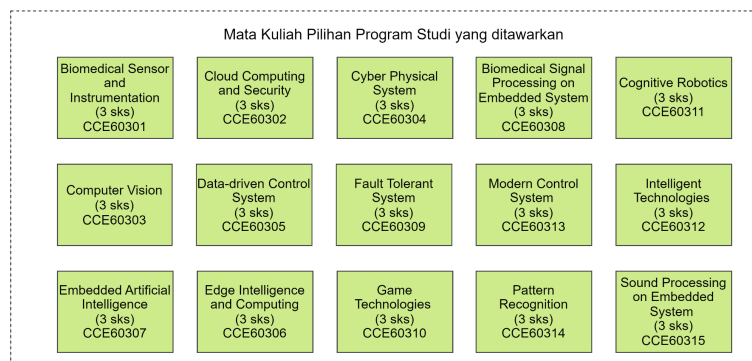 Mata Kuliah Pilihan Program Studi yang ditawarkan
Biomedical Sensor
and
Instrumentation
(3 sks)
CCE60301
Cloud Computing
and Security
(3 sks)
CCE60302
Cyber Physical
System
(3 sks)
CCE60304
Biomedical Signal
Processing on
Embedded System
(3 sks)
CCE60308
Cognitive Robotics
(3 sks)
CCE60311
Computer Vision
(3 sks)
CCE60303
Data-driven Control
System
(3 sks)
CCE60305
Fault Tolerant
System
(3 sks)
CCE60309
Modern Control
System
(3 sks)
CCE60313
Intelligent
Technologies
(3 sks)
CCE60312
Embedded Artificial
Intelligence
(3 sks)
CCE60307
Edge Intelligence
and Computing
(3 sks)
CCE60306
Game
Technologies
(3 sks)
CCE60310
Pattern
Recognition
(3 sks)
CCE60314
Sound Processing
on Embedded
System
(3 sks)
CCE60315